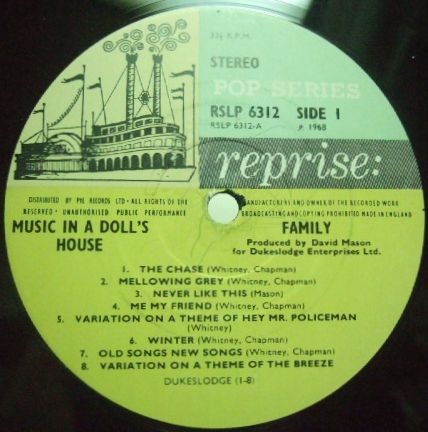 33⅓ R.P.M.
STEREO
POP SERIES
RSLP 6312 SIDE 1
RSLP 6312-A ℗ 1968
reprise:
DISTRIBUTED BY PYE RECORDS LTD · ALL RIGHTS OF THE MANUFACTURERS AND OWNER OF THE RECORDED WORK
RESERVED · UNAUTHORISED PUBLIC PERFORMANCE BROADCASTING AND COPYING PROHIBITED MADE IN ENGLAND
MUSIC IN A DOLL'S
HOUSE
FAMILY
Produced by David Mason
for Dukeslodge Enterprises Ltd.
1. THE CHASE (Whitney, Chapman)
2. MELLOWING GREY (Whitney, Chapman)
3. NEVER LIKE THIS (Mason)
4. ME MY FRIEND (Whitney, Chapman)
5. VARIATION ON A THEME OF HEY MR. POLICEMAN
(Whitney)
6. WINTER (Whitney, Chapman)
7. OLD SONGS NEW SONGS (Whitney, Chapman)
8. VARIATION ON A THEME OF THE BREEZE
DUKESLODGE (1-8)